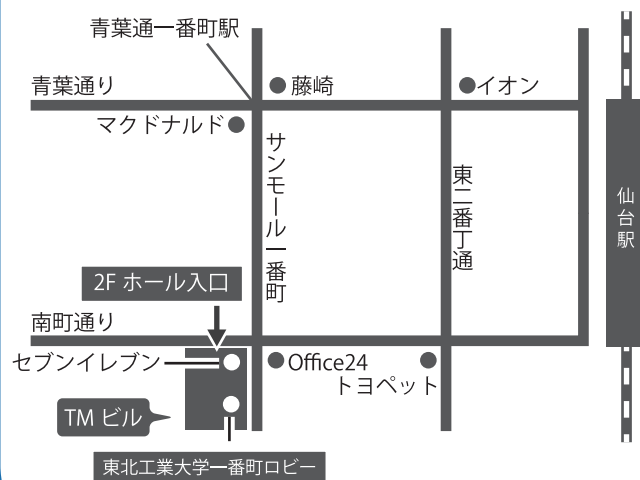 青葉通一番町駅
青葉通り
藤崎
イオン
マクドナルド
サンモール一番町
東二番丁通
仙台駅
2F ホール入口
南町通り
セブンイレブン
Office24
トヨペット
TM ビル
東北工業大学一番町ロビー